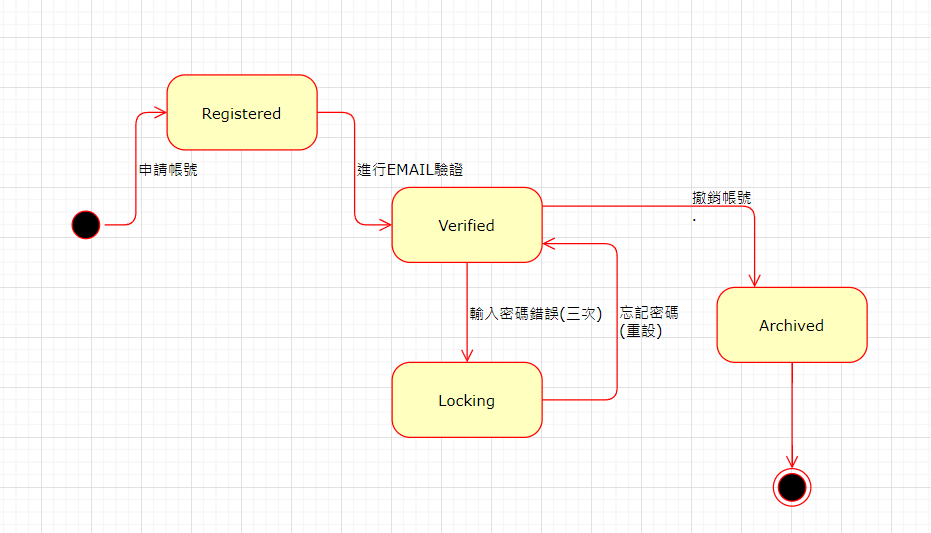 Registered
申請帳號
進行EMAIL驗證
Verified
撤銷帳號
.
輸入密碼錯誤(三次)
忘記密碼
(重設)
Archived
Locking